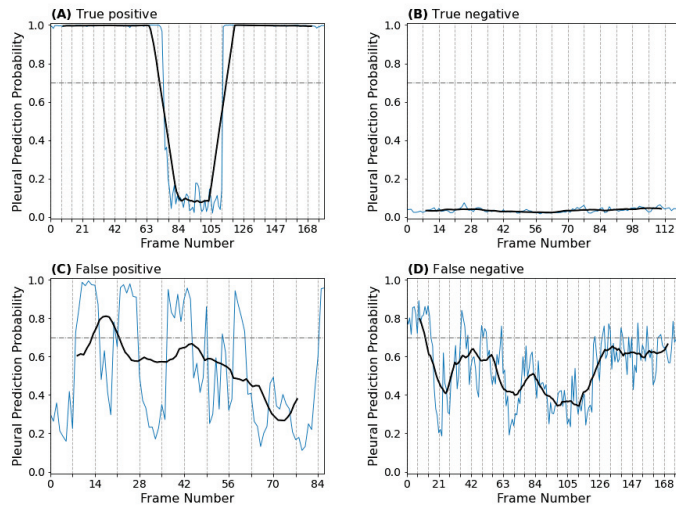 (A) True positive
Pleural Prediction Probability
1.0
0.8
0.6
0.4
0.2
0.0
0 21 42 63 84 105 126 147 168
Frame Number
(B) True negative
Pleural Prediction Probability
1.0
0.8
0.6
0.4
0.2
0.0
0 14 28 42 56 70 84 98 112
Frame Number
(C) False positive
Pleural Prediction Probability
1.0
0.8
0.6
0.4
0.2
0.0
0 14 28 42 56 70 84
Frame Number
(D) False negative
Pleural Prediction Probability
1.0
0.8
0.6
0.4
0.2
0.0
0 21 42 63 84 105 126 147 168
Frame Number